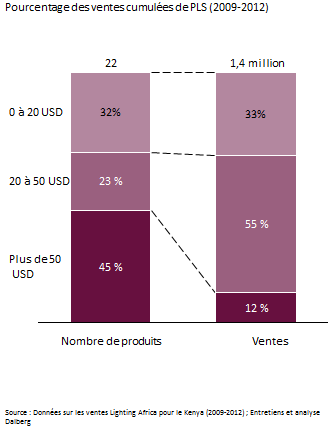 Pourcentage des ventes cumulées de PLS (2009-2012)
22
1,4 million
0 à 20 USD
32%
33%
20 à 50 USD
23 %
55 %
Plus de 50
USD
45 %
12 %
Nombre de produits
Ventes
Source : Données sur les ventes Lighting Africa pour le Kenya (2009-2012) ; Entretiens et analyse
Dalberg